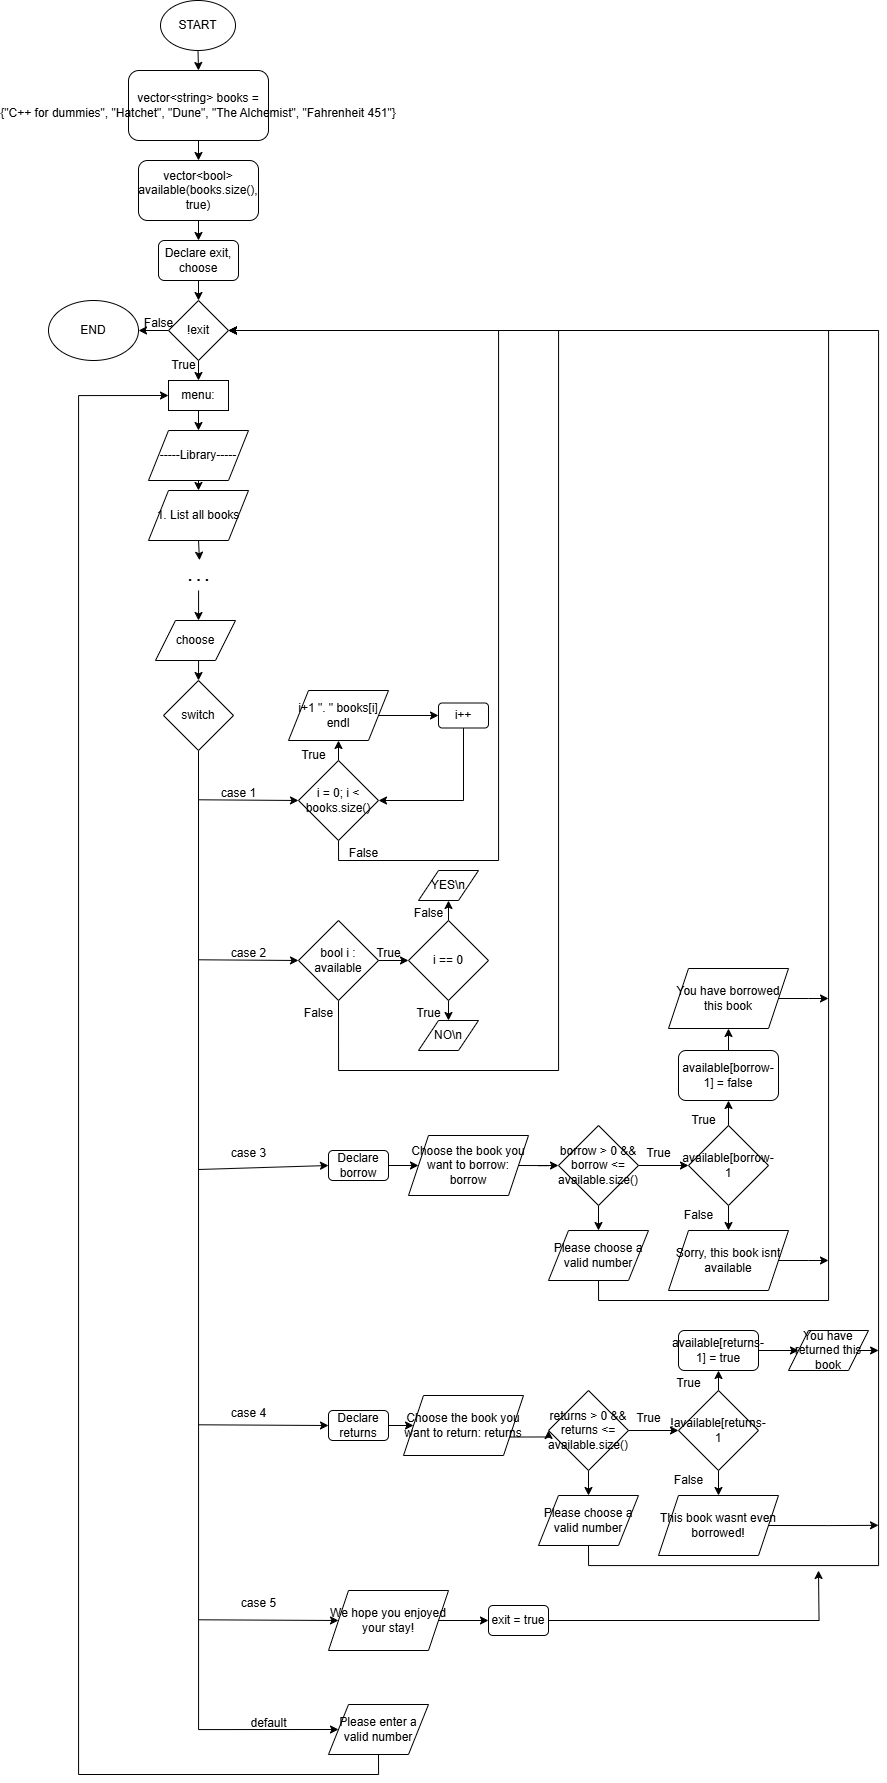 START
vector<string> books =
{"C++ for dummies", "Hatchet", "Dune", "The Alchemist", "Fahrenheit 451"}
vector<bool>
available(books.size(),
true)
Declare exit,
choose
END
False
!exit
True
menu:
-----Library-----
1. List all books
. . .
choose
switch
i+1 ". " books[i]
endl
i++
True
case 1
i = 0; i <
books.size()
False
YES\n
False
case 2
bool i :
available
True
i == 0
False
True
NO\n
You have borrowed
this book
available[borrow-
1] = false
True
case 3
Declare
borrow
Choose the book you
want to borrow:
borrow
borrow > 0 &&
borrow <=
available.size()
True
available[borrow-
1
False
Please choose a
valid number
Sorry, this book isnt
available
available[returns-
1] = true
You have
returned this
book
True
case 4
Declare
returns
Choose the book you
want to return: returns
returns > 0 &&
returns <=
available.size()
True
!available[returns-
1
False
Please choose a
valid number
This book wasnt even
borrowed!
case 5
We hope you enjoyed
your stay!
exit = true
default
Please enter a
valid number